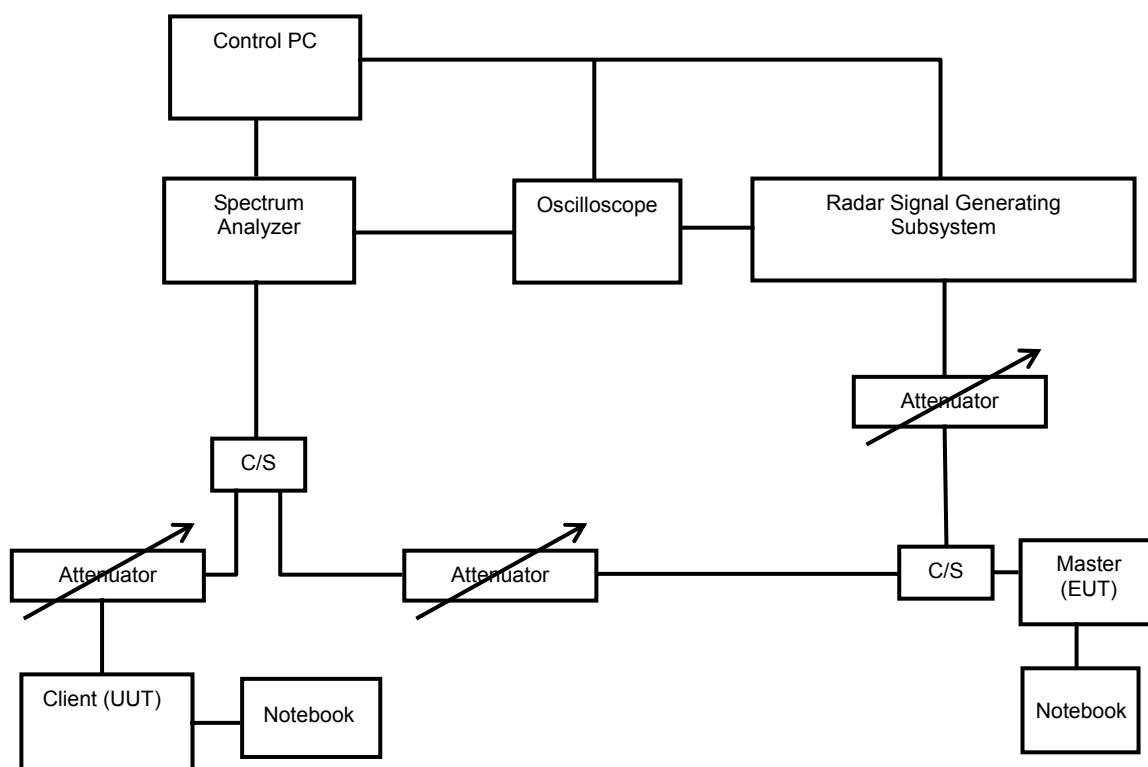 Control PC
Spectrum
Analyzer
Oscilloscope
Radar Signal Generating
Subsystem
Attenuator
C/S
Attenuator
Attenuator
C/S
Master
(EUT)
Client (UUT)
Notebook
Notebook